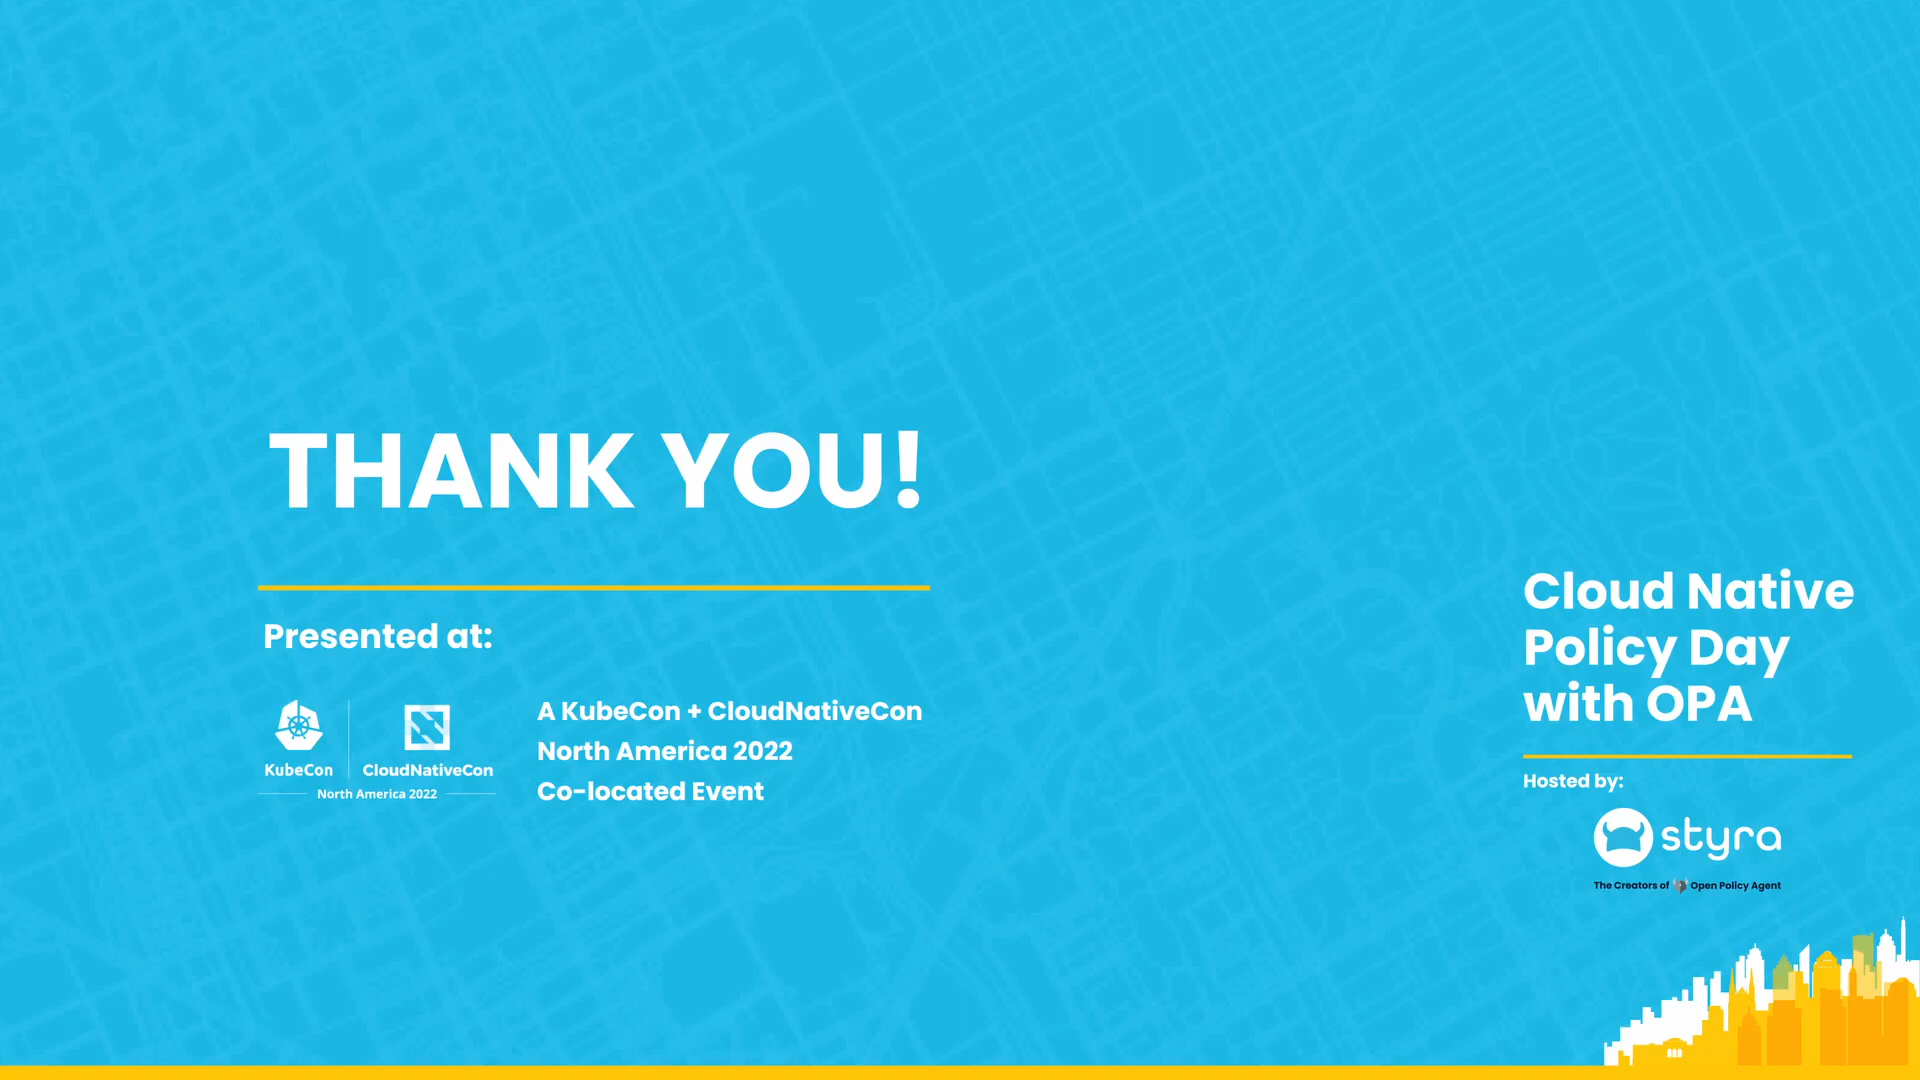 THANK YOU!
Presented at:
KubeCon
CloudNativeCon
North America 2022
A KubeCon + CloudNativeCon
North America 2022
Co-located Event
Cloud Native
Policy Day
with OPA
Hosted by:
styra
The Creators of Open Policy Agent